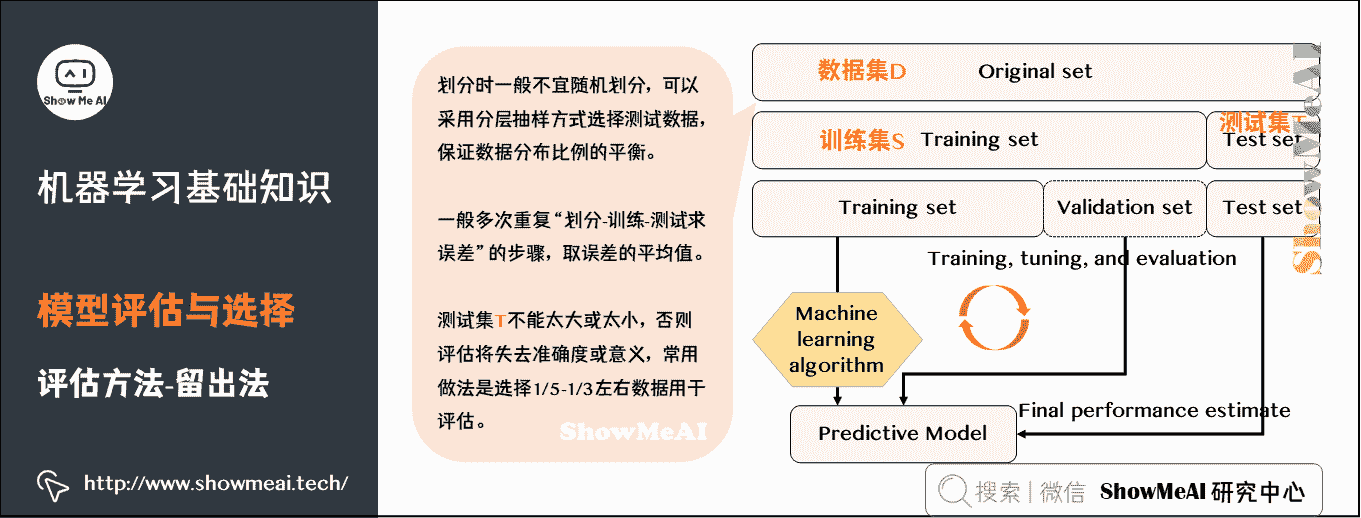 Show Me AI
机器学习基础知识
模型评估与选择
评估方法-留出法
http://www.showmeai.tech/
划分时一般不宜随机划分，可以
采用分层抽样方式选择测试数据，
保证数据分布比例的平衡。
一般多次重复“划分-训练-测试求
误差”的步骤，取误差的平均值。
测试集T不能太大或太小，否则
评估将失去准确度或意义，常用
做法是选择1/5-1/3左右数据用于
评估。
ShowMeAI
数据集D Original set
训练集S Training set
测试集T
Test set
Training set
Validation set
Test set
Training, tuning, and evaluation
Machine
learning
algorithm
Predictive Model
Final performance estimate
ShowMeAI
搜索｜微信 ShowMeAI 研究中心